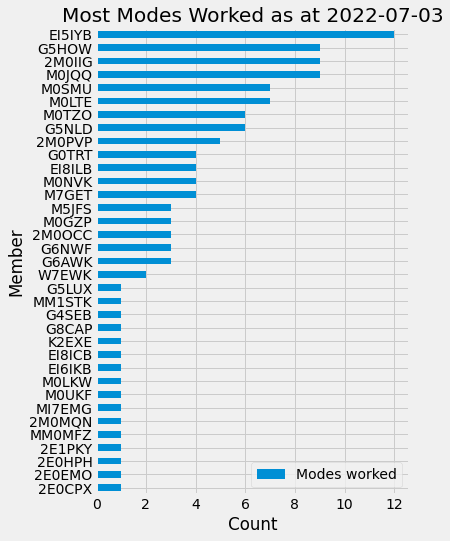 Most Modes Worked as at 2022-07-03
EI5IYB
G5HOW
2M0IIG
M0JQQ
M0SMU
M0LTE
M0TZO
G5NLD
2M0PVP
G0TRT
EI8ILB
M0NVK
M7GET
M5JFS
M0GZP
2M0OCC
G6NWF
G6AWK
W7EWK
G5LUX
MM1STK
G4SEB
G8CAP
K2EXE
EI8ICB
EI6IKB
M0LKW
M0UKF
MI7EMG
2M0MQN
MM0MFZ
2E1PKY
2E0HPH
2E0EMO
2E0CPX
Member
Modes worked
0 2 4 6 8 10 12
Count